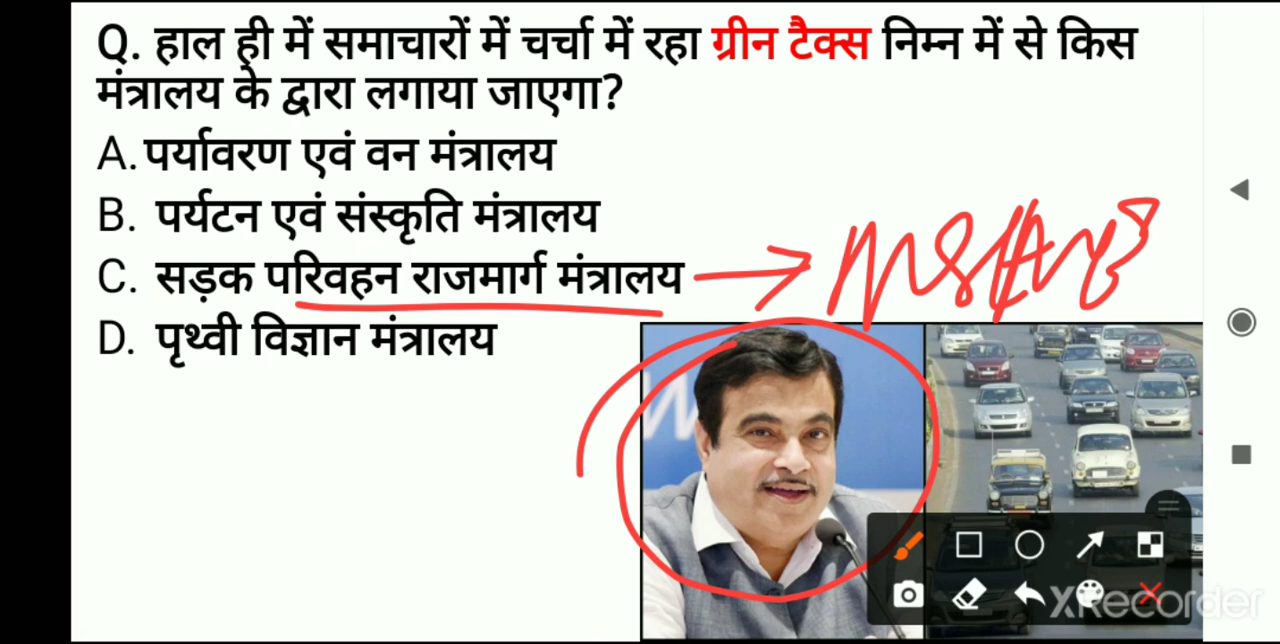 Q. हाल ही में समाचारों में चर्चा में रहा ग्रीन टैक्स निम्न में से किस
मंत्रालय के द्वारा लगाया जाएगा?
A. पर्यावरण एवं वन मंत्रालय
B. पर्यटन एवं संस्कृति मंत्रालय
C. सड़क परिवहन राजमार्ग मंत्रालय
D. पृथ्वी विज्ञान मंत्रालय
XRecorder